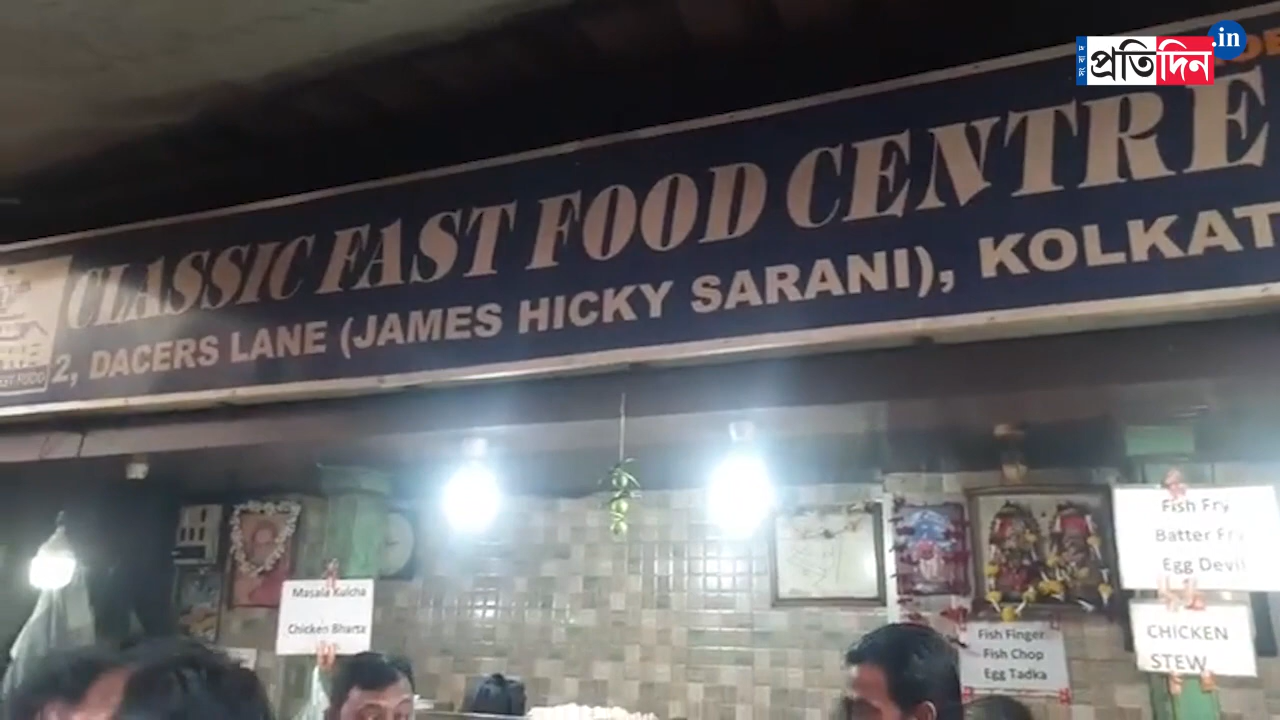 সংবাদ
প্রতিদিন
.in
CLASSIC FAST FOOD CENTRE
2, DACERS LANE (JAMES HICKY SARANI), KOLKAT
Masala Kulcha
Chicken Bharta
Fish Fry
Batter Fry
Egg Devil
Fish Finger
Fish Chop
Egg Tadka
CHICKEN
STEW